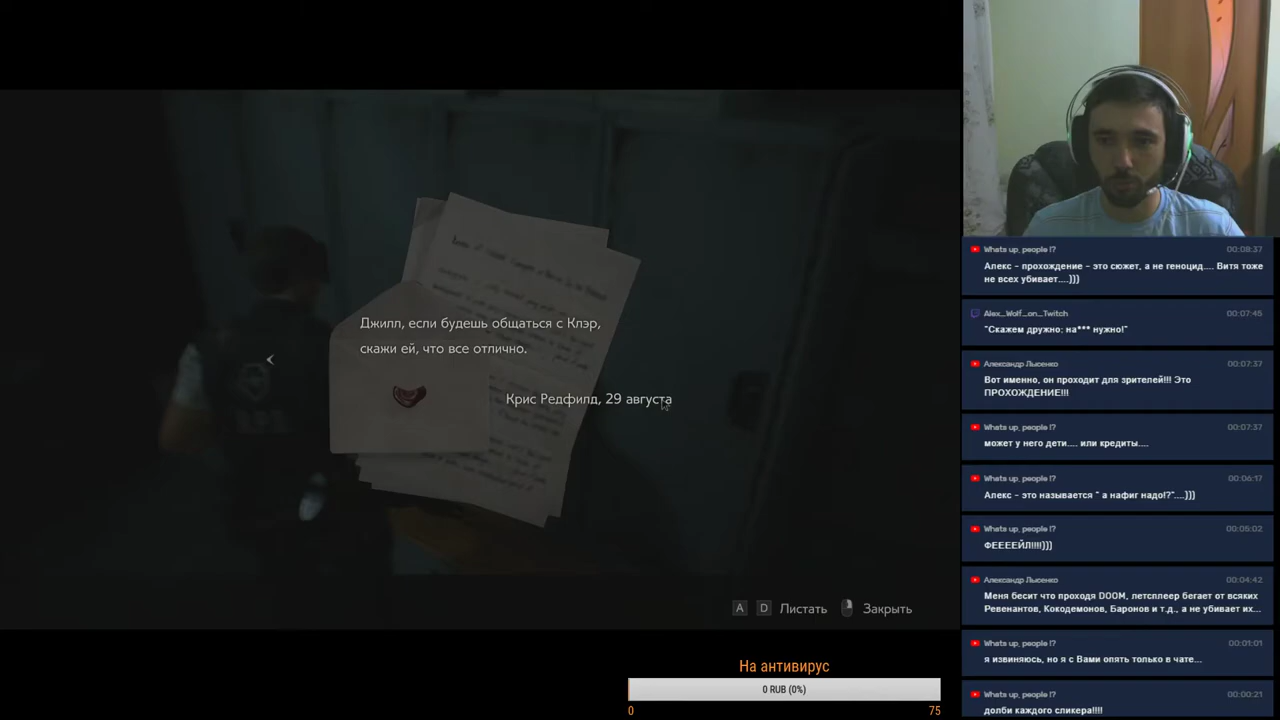 Джилл, если будешь общаться с Клэр,
скажи ей, что все отлично.
Крис Редфилд, 29 августа
A D Листать Закрыть
На антивирус
0 RUB (0%)
0 75
Whats up, people !? 00:08:37
Алекс - прохождение - это сюжет, а не геноцид.... Витя тоже
не всех убивает....)))
Alex_Wolf_on_Twitch 00:07:45
"Скажем дружно: на*** нужно!"
Александр Лысенко 00:07:37
Вот именно, он проходит для зрителей!!! Это
ПРОХОЖДЕНИЕ!!!
Whats up, people !? 00:07:37
может у него дети.... или кредиты....
Whats up, people !? 00:06:17
Алекс - это называется " а нафиг надо!?"....)))
Whats up, people !? 00:05:02
ФЕЕЕЕЙЛ!!!!)))
Александр Лысенко 00:04:42
Меня бесит что проходя DOOM, летсплеер бегает от всяких
Ревенантов, Кокодемонов, Баронов и т.д., а не убивает их...
Whats up, people !? 00:01:01
я извиняюсь, но я с Вами опять только в чате...
Whats up, people !? 00:00:21
долби каждого сликера!!!!